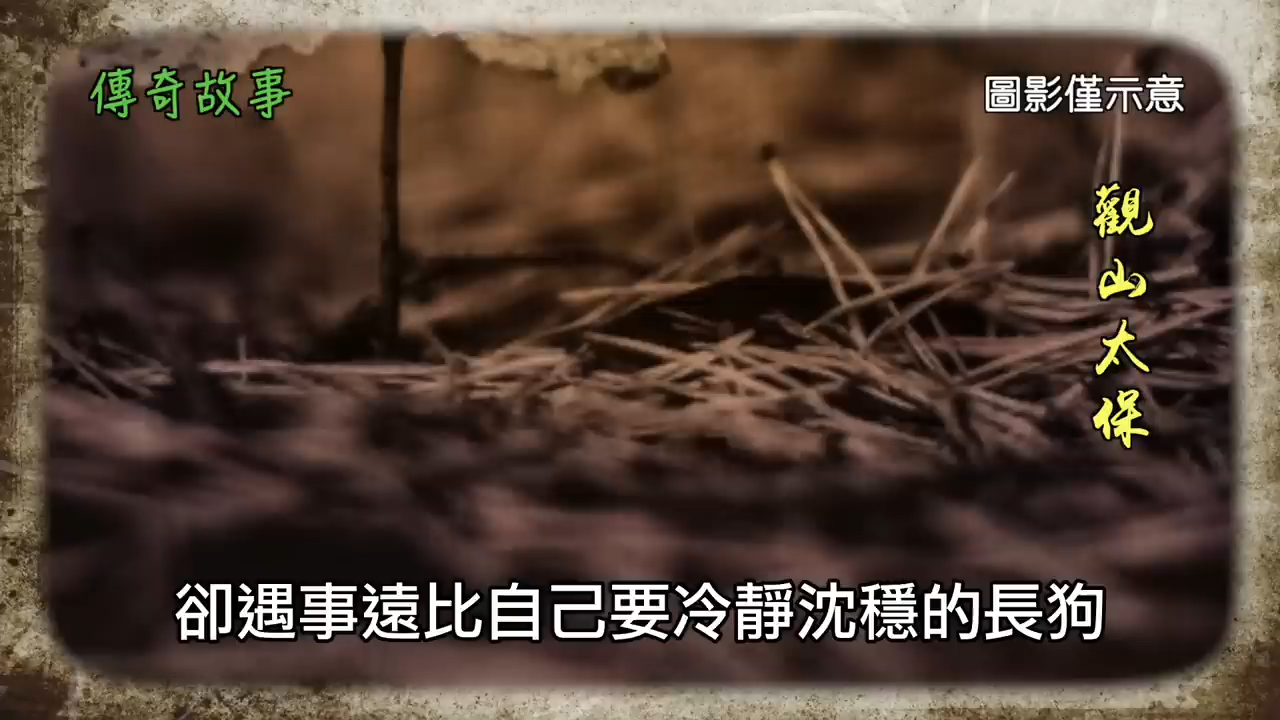 傳奇故事
圖影僅示意
觀山太保
卻遇事遠比自己要冷靜沈穩的長狗